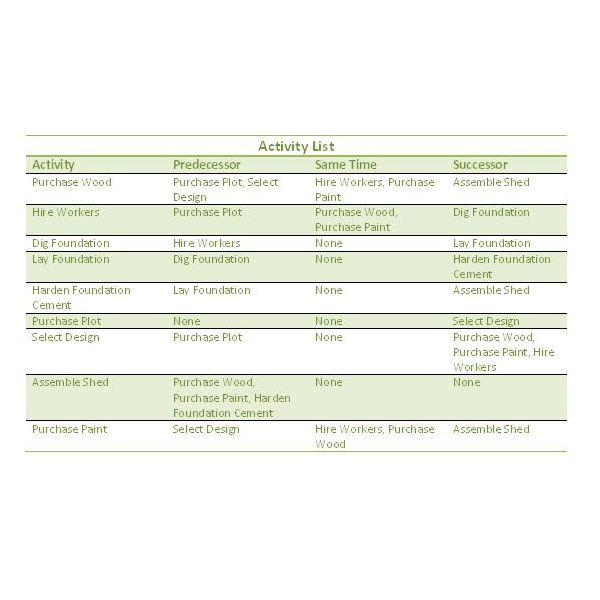 Activity List
Activity Predecessor Same Time Successor
Purchase Wood Purchase Plot, Select Hire Workers, Purchase Assemble Shed
Design Paint
Hire Workers Purchase Plot Purchase Wood, Dig Foundation
Purchase Paint
Dig Foundation Hire Workers None Lay Foundation
Lay Foundation Dig Foundation None Harden Foundation
Cement
Harden Foundation Lay Foundation None Assemble Shed
Cement
Purchase Plot None None Select Design
Select Design Purchase Plot None Purchase Wood,
Purchase Paint, Hire
Workers
Assemble Shed Purchase Wood, None None
Purchase Paint, Harden
Foundation Cement
Purchase Paint Select Design Hire Workers, Purchase Assemble Shed
Wood